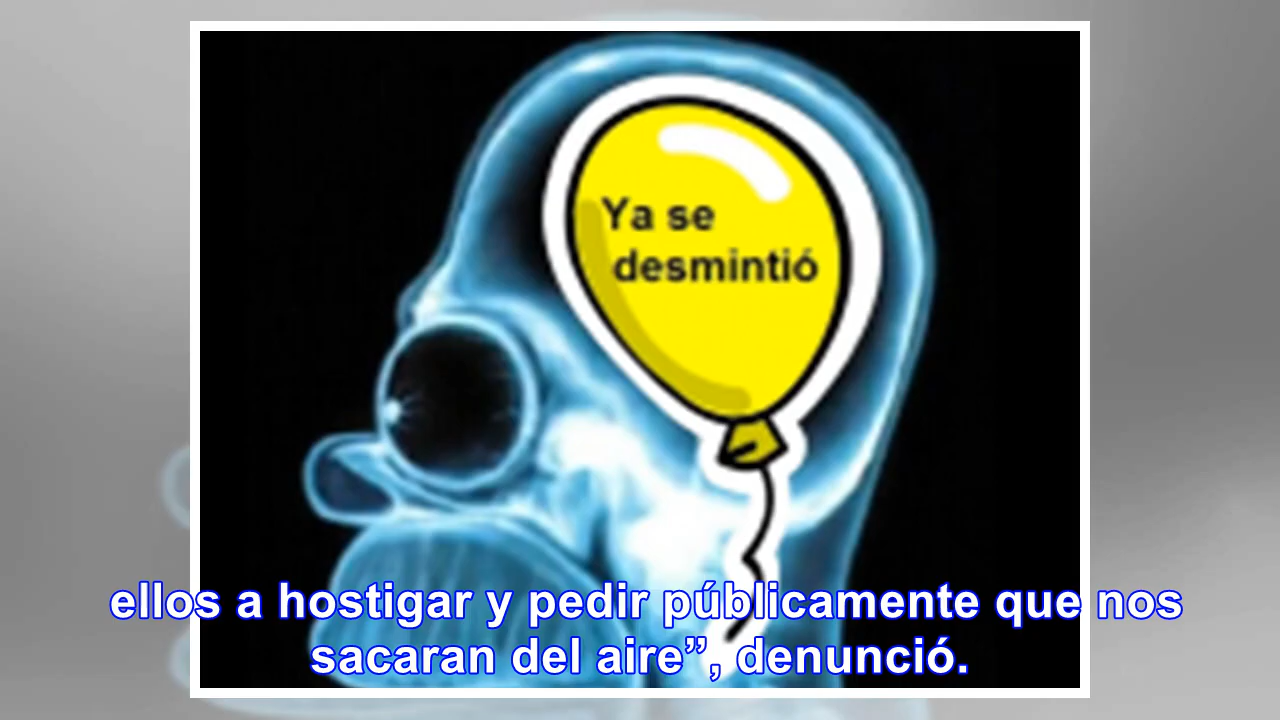 Ya se
desmintió
ellos a hostigar y pedir públicamente que nos
sacaran del aire”, denunció.